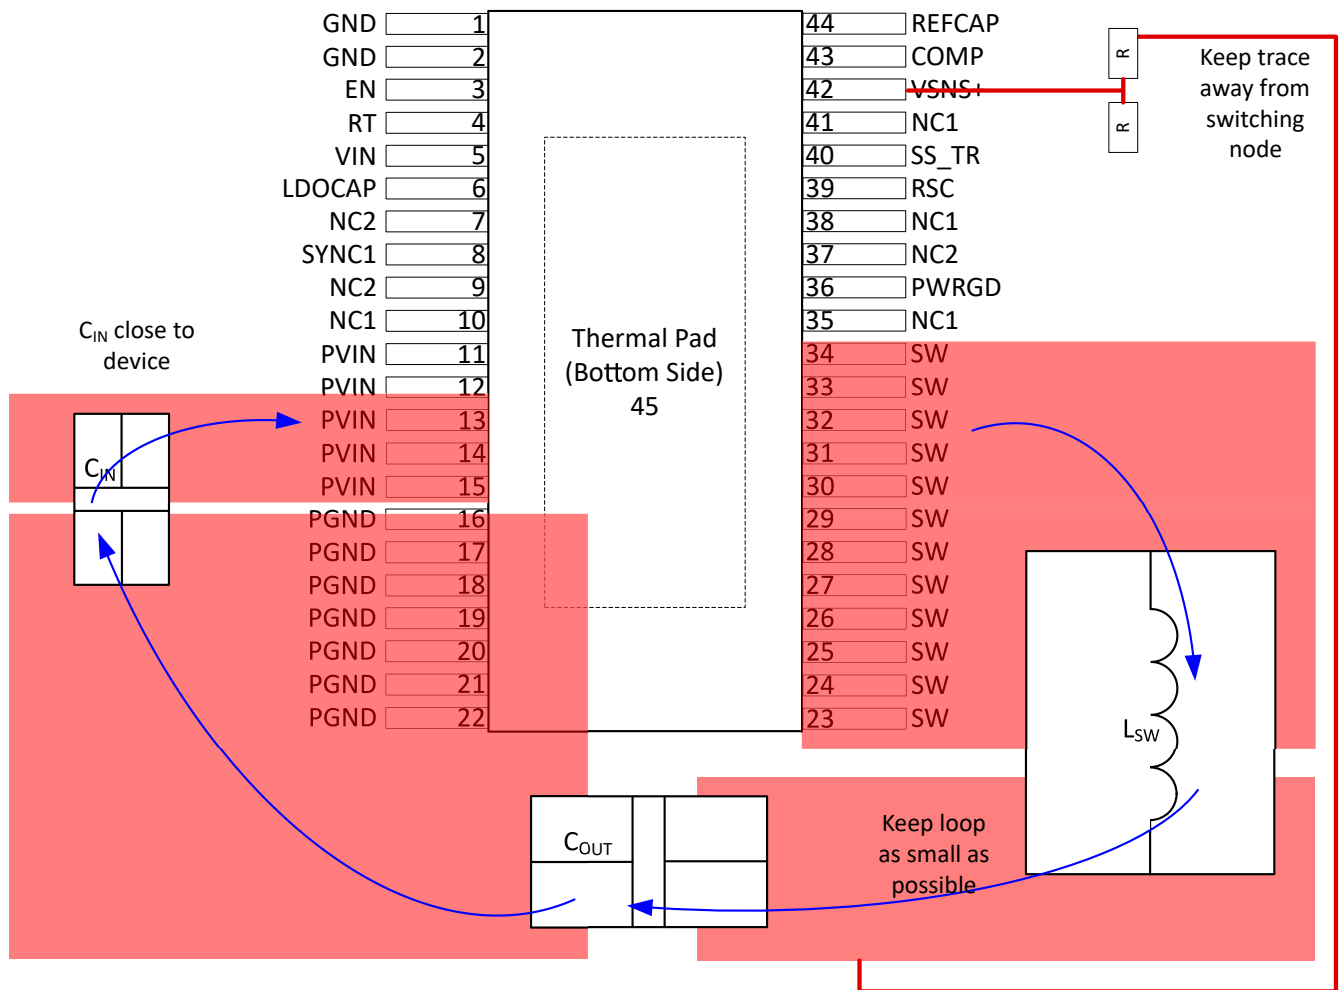 GND 1
GND 2
EN 3
RT 4
VIN 5
LDOCAP 6
NC2 7
SYNC1 8
NC2 9
NC1 10
PVIN 11
PVIN 12
PVIN 13
PVIN 14
PVIN 15
PGND 16
PGND 17
PGND 18
PGND 19
PGND 20
PGND 21
PGND 22
44 REFCAP
43 COMP
42 VSNS+
41 NC1
40 SS_TR
39 RSC
38 NC1
37 NC2
36 PWRGD
35 NC1
34 SW
33 SW
32 SW
31 SW
30 SW
29 SW
28 SW
27 SW
26 SW
25 SW
24 SW
23 SW
Thermal Pad
(Bottom Side)
45
R
R
Keep trace
away from
switching
node
CIN close to
device
CIN
COUT
LSW
Keep loop
as small as
possible